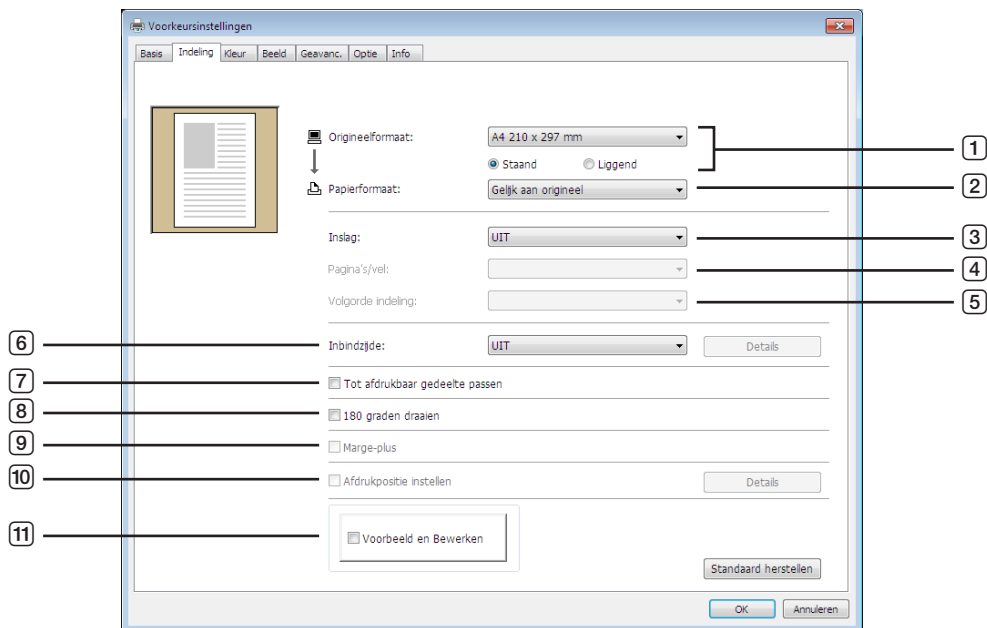 Voorkeursinstellingen
Basis Indeling Kleur Beeld Geavanc. Optie Info
Origineelformaat: A4 210 x 297 mm 1
Staand Liggend
Papierformaat: Gelijk aan origineel 2
Inslag: UIT 3
Pagina's/vel: 4
Volgorde indeling: 5
6 Inbindzijde: UIT Details
7 Tot afdrukbaar gedeelte passen
8 180 graden draaien
9 Marge-plus
10 Afdrukpositie instellen Details
11 Voorbeeld en Bewerken
Standaard herstellen
OK Annuleren